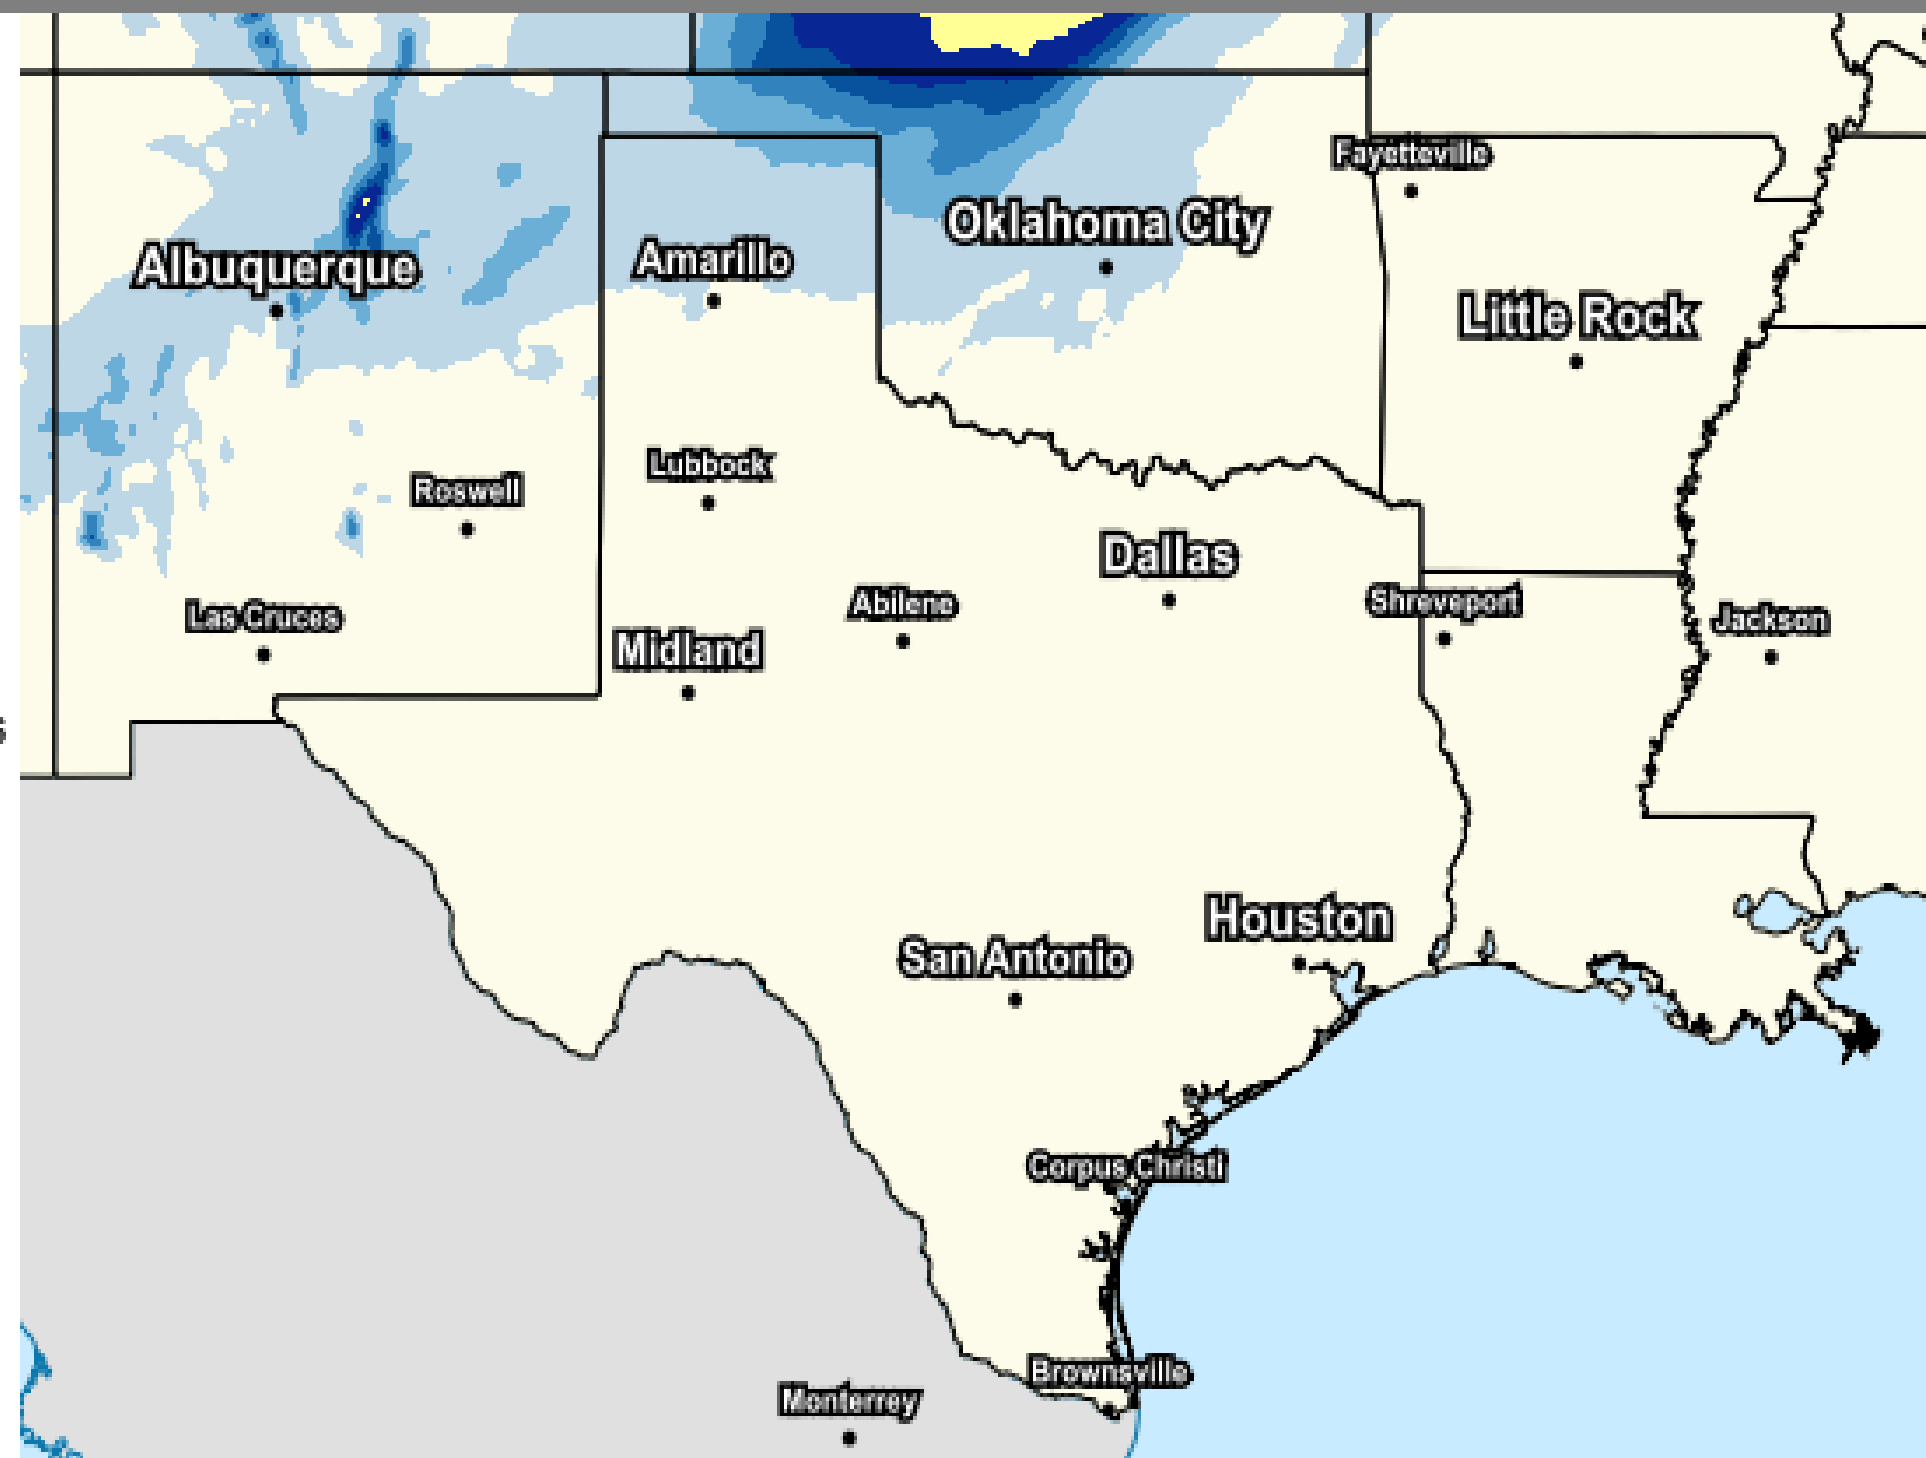 Fayetteville
Oklahoma City
Albuquerque
Amarillo
Little Rock
Lubbock
Roswell
Dallas
Abilene
Shreveport
Las Cruces
Jackson
Midland
Houston
San Antonio
Corpus Christi
Brownsville
Monterrey